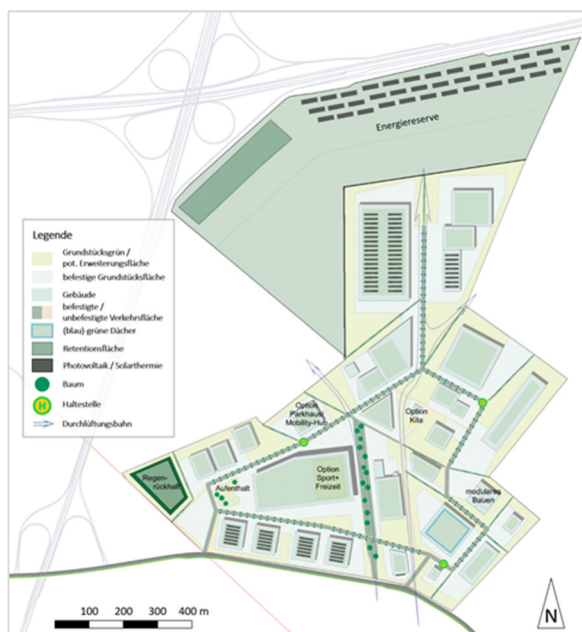 Energiereserve
Legende
Grundstücksgrün /
pot. Erweiterungsfläche
befestige Grundstücksfläche
Gebäude
befestigte /
unbefestigte Verkehrsfläche
(blau) grüne Dächer
Retentionsfläche
Photovoltaik / Solarthermie
Baum
H
Haltestelle
Durchlüftungsbahn
Option
Parkhaus/
Mobility-Hub
Option
Kita
H
H
Regen-
rückhalt
Aufenthalt
Option
Sport+
Freizeit
modulares
Bauen
H
100 200 300 400 m
N